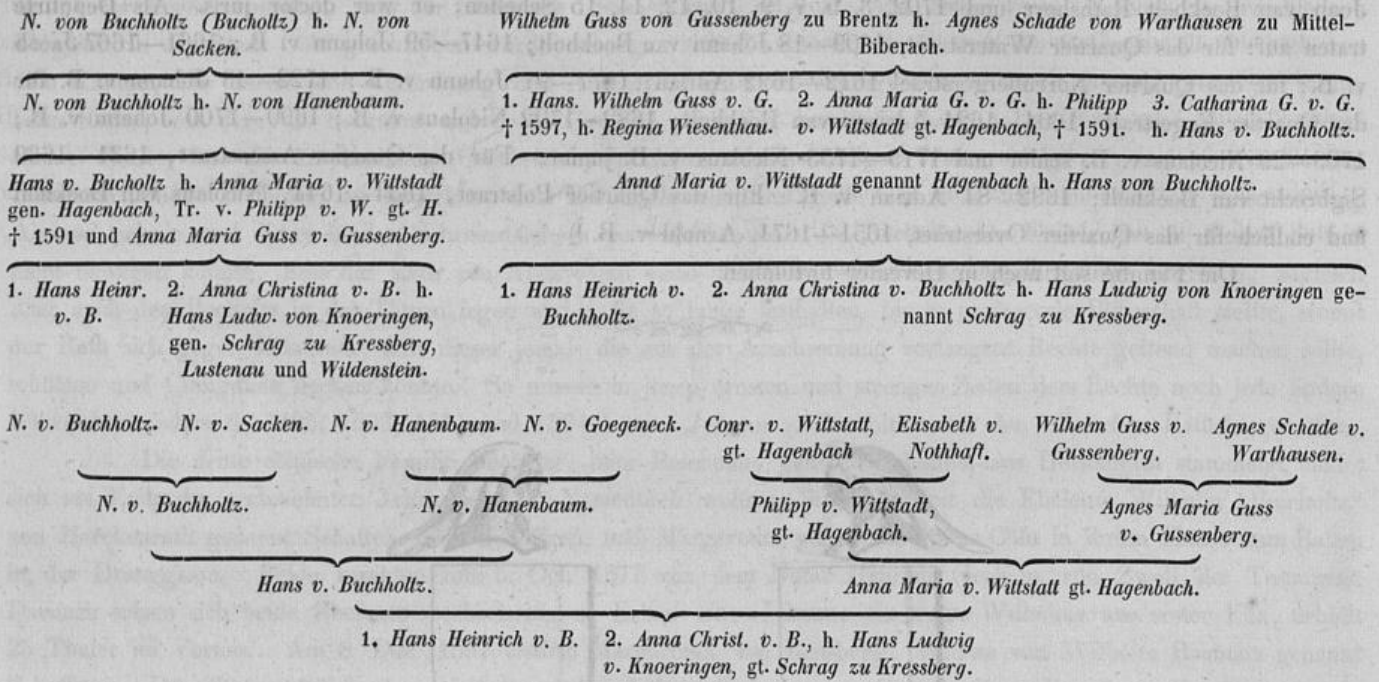 N. von Buchholtz (Bucholtz) h. N. von
Sacken.
N. von Buchholtz h. N. von Hanenbaum.
Hans v. Bucholtz h. Anna Maria v. Wittstadt
gen. Hagenbach, Tr. v. Philipp v. W. gt. H.
† 1591 und Anna Maria Guss v. Gussenberg.
1. Hans Heinr. 2. Anna Christina v. B. h.
v. B. Hans Ludw. von Knoeringen,
gen. Schrag zu Kressberg,
Lustenau und Wildenstein.
Wilhelm Guss von Gussenberg zu Brentz h. Agnes Schade von Warthausen zu Mittel-
Biberach.
1. Hans. Wilhelm Guss v. G. 2. Anna Maria G. v. G. h. Philipp 3. Catharina G. v. G.
† 1597, h. Regina Wiesenthau. v. Wittstadt gt. Hagenbach, † 1591. h. Hans v. Buchholtz.
Anna Maria v. Wittstadt genannt Hagenbach h. Hans von Buchholtz.
1. Hans Heinrich v. 2. Anna Christina v. Buchholtz h. Hans Ludwig von Knoeringen ge-
Buchholtz. nannt Schrag zu Kressberg.
N. v. Buchholtz. N. v. Sacken. N. v. Hanenbaum. N. v. Goegeneck. Conr. v. Wittstatt, Elisabeth v. Wilhelm Guss v. Agnes Schade v.
gt. Hagenbach Nothhaft. Gussenberg. Warthausen.
N. v. Buchholtz. N. v. Hanenbaum. Philipp v. Wittstadt, Agnes Maria Guss
gt. Hagenbach. v. Gussenberg.
Hans v. Buchholtz. Anna Maria v. Wittstatt gt. Hagenbach.
1, Hans Heinrich v. B. 2. Anna Christ. v. B., h. Hans Ludwig
v. Knoeringen, gt. Schrag zu Kressberg.